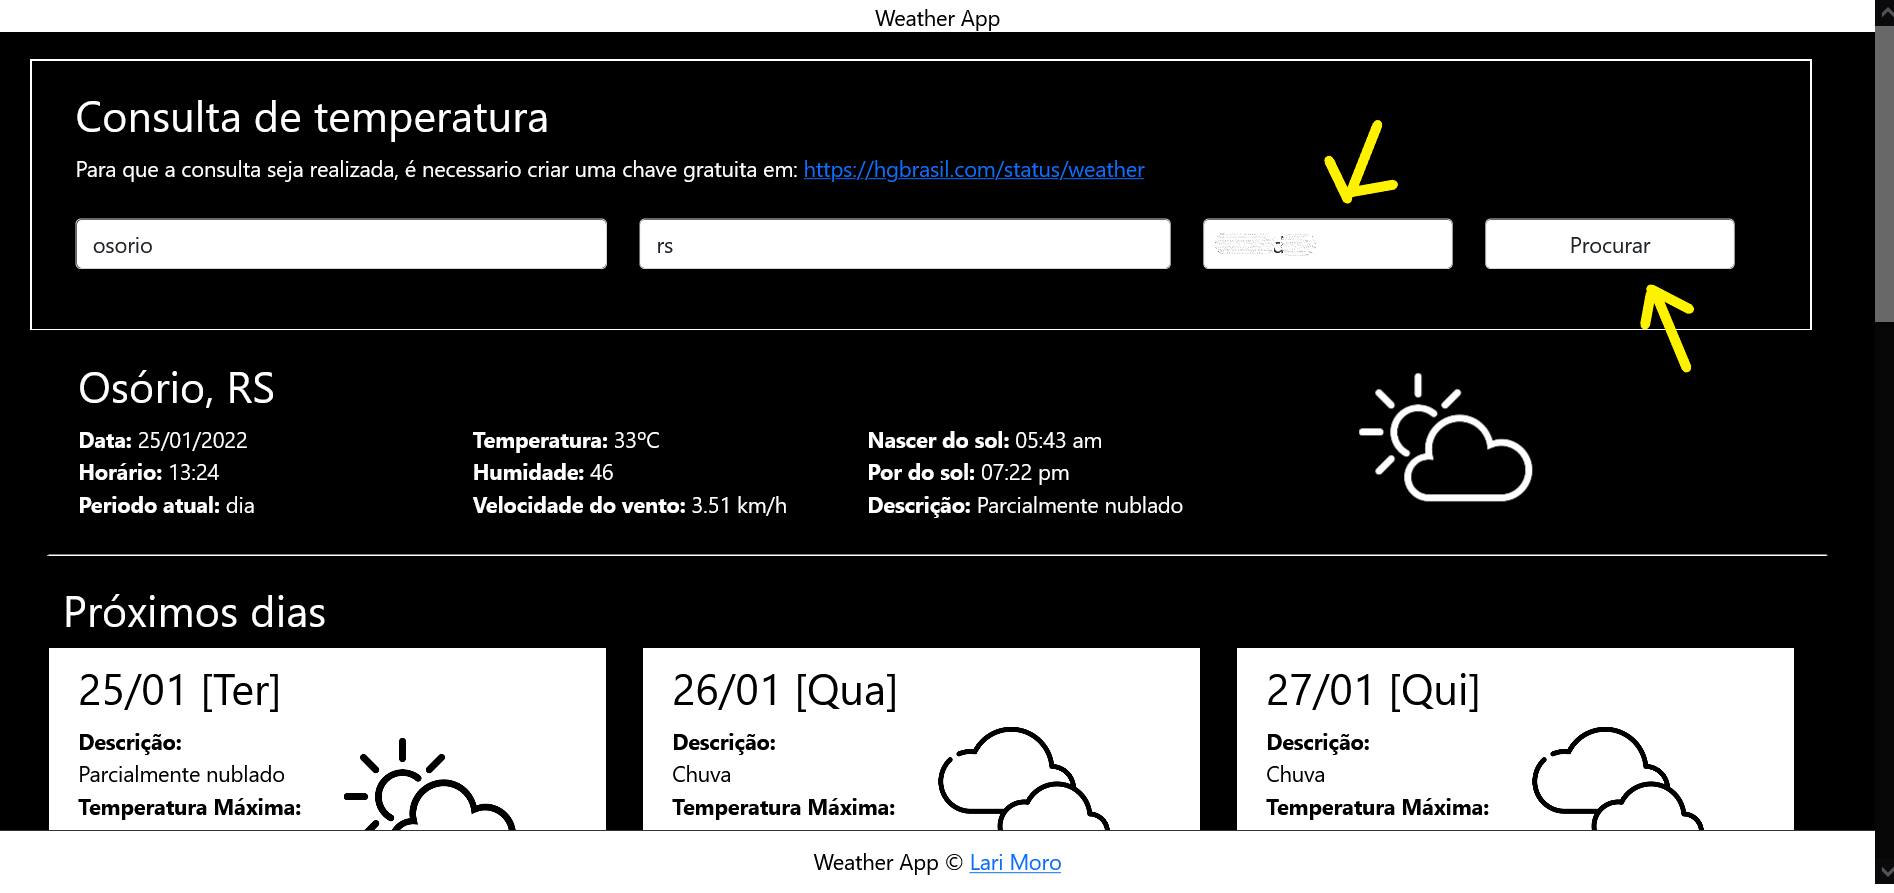 Weather App
Consulta de temperatura
Para que a consulta seja realizada, é necessario criar uma chave gratuita em: https://hgbrasil.com/status/weather
osorio
rs
Procurar
Osório, RS
Data: 25/01/2022
Horário: 13:24
Periodo atual: dia
Temperatura: 33ºC
Humidade: 46
Velocidade do vento: 3.51 km/h
Nascer do sol: 05:43 am
Por do sol: 07:22 pm
Descrição: Parcialmente nublado
Próximos dias
25/01 [Ter]
Descrição:
Parcialmente nublado
Temperatura Máxima:
26/01 [Qua]
Descrição:
Chuva
Temperatura Máxima:
27/01 [Qui]
Descrição:
Chuva
Temperatura Máxima:
Weather App © Lari Moro